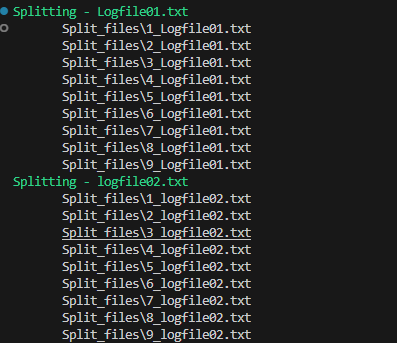 Splitting - Logfile01.txt
Split_files\1_Logfile01.txt
Split_files\2_Logfile01.txt
Split_files\3_Logfile01.txt
Split_files\4_Logfile01.txt
Split_files\5_Logfile01.txt
Split_files\6_Logfile01.txt
Split_files\7_Logfile01.txt
Split_files\8_Logfile01.txt
Split_files\9_Logfile01.txt
Splitting - logfile02.txt
Split_files\1_logfile02.txt
Split_files\2_logfile02.txt
Split_files\3_logfile02.txt
Split_files\4_logfile02.txt
Split_files\5_logfile02.txt
Split_files\6_logfile02.txt
Split_files\7_logfile02.txt
Split_files\8_logfile02.txt
Split_files\9_logfile02.txt